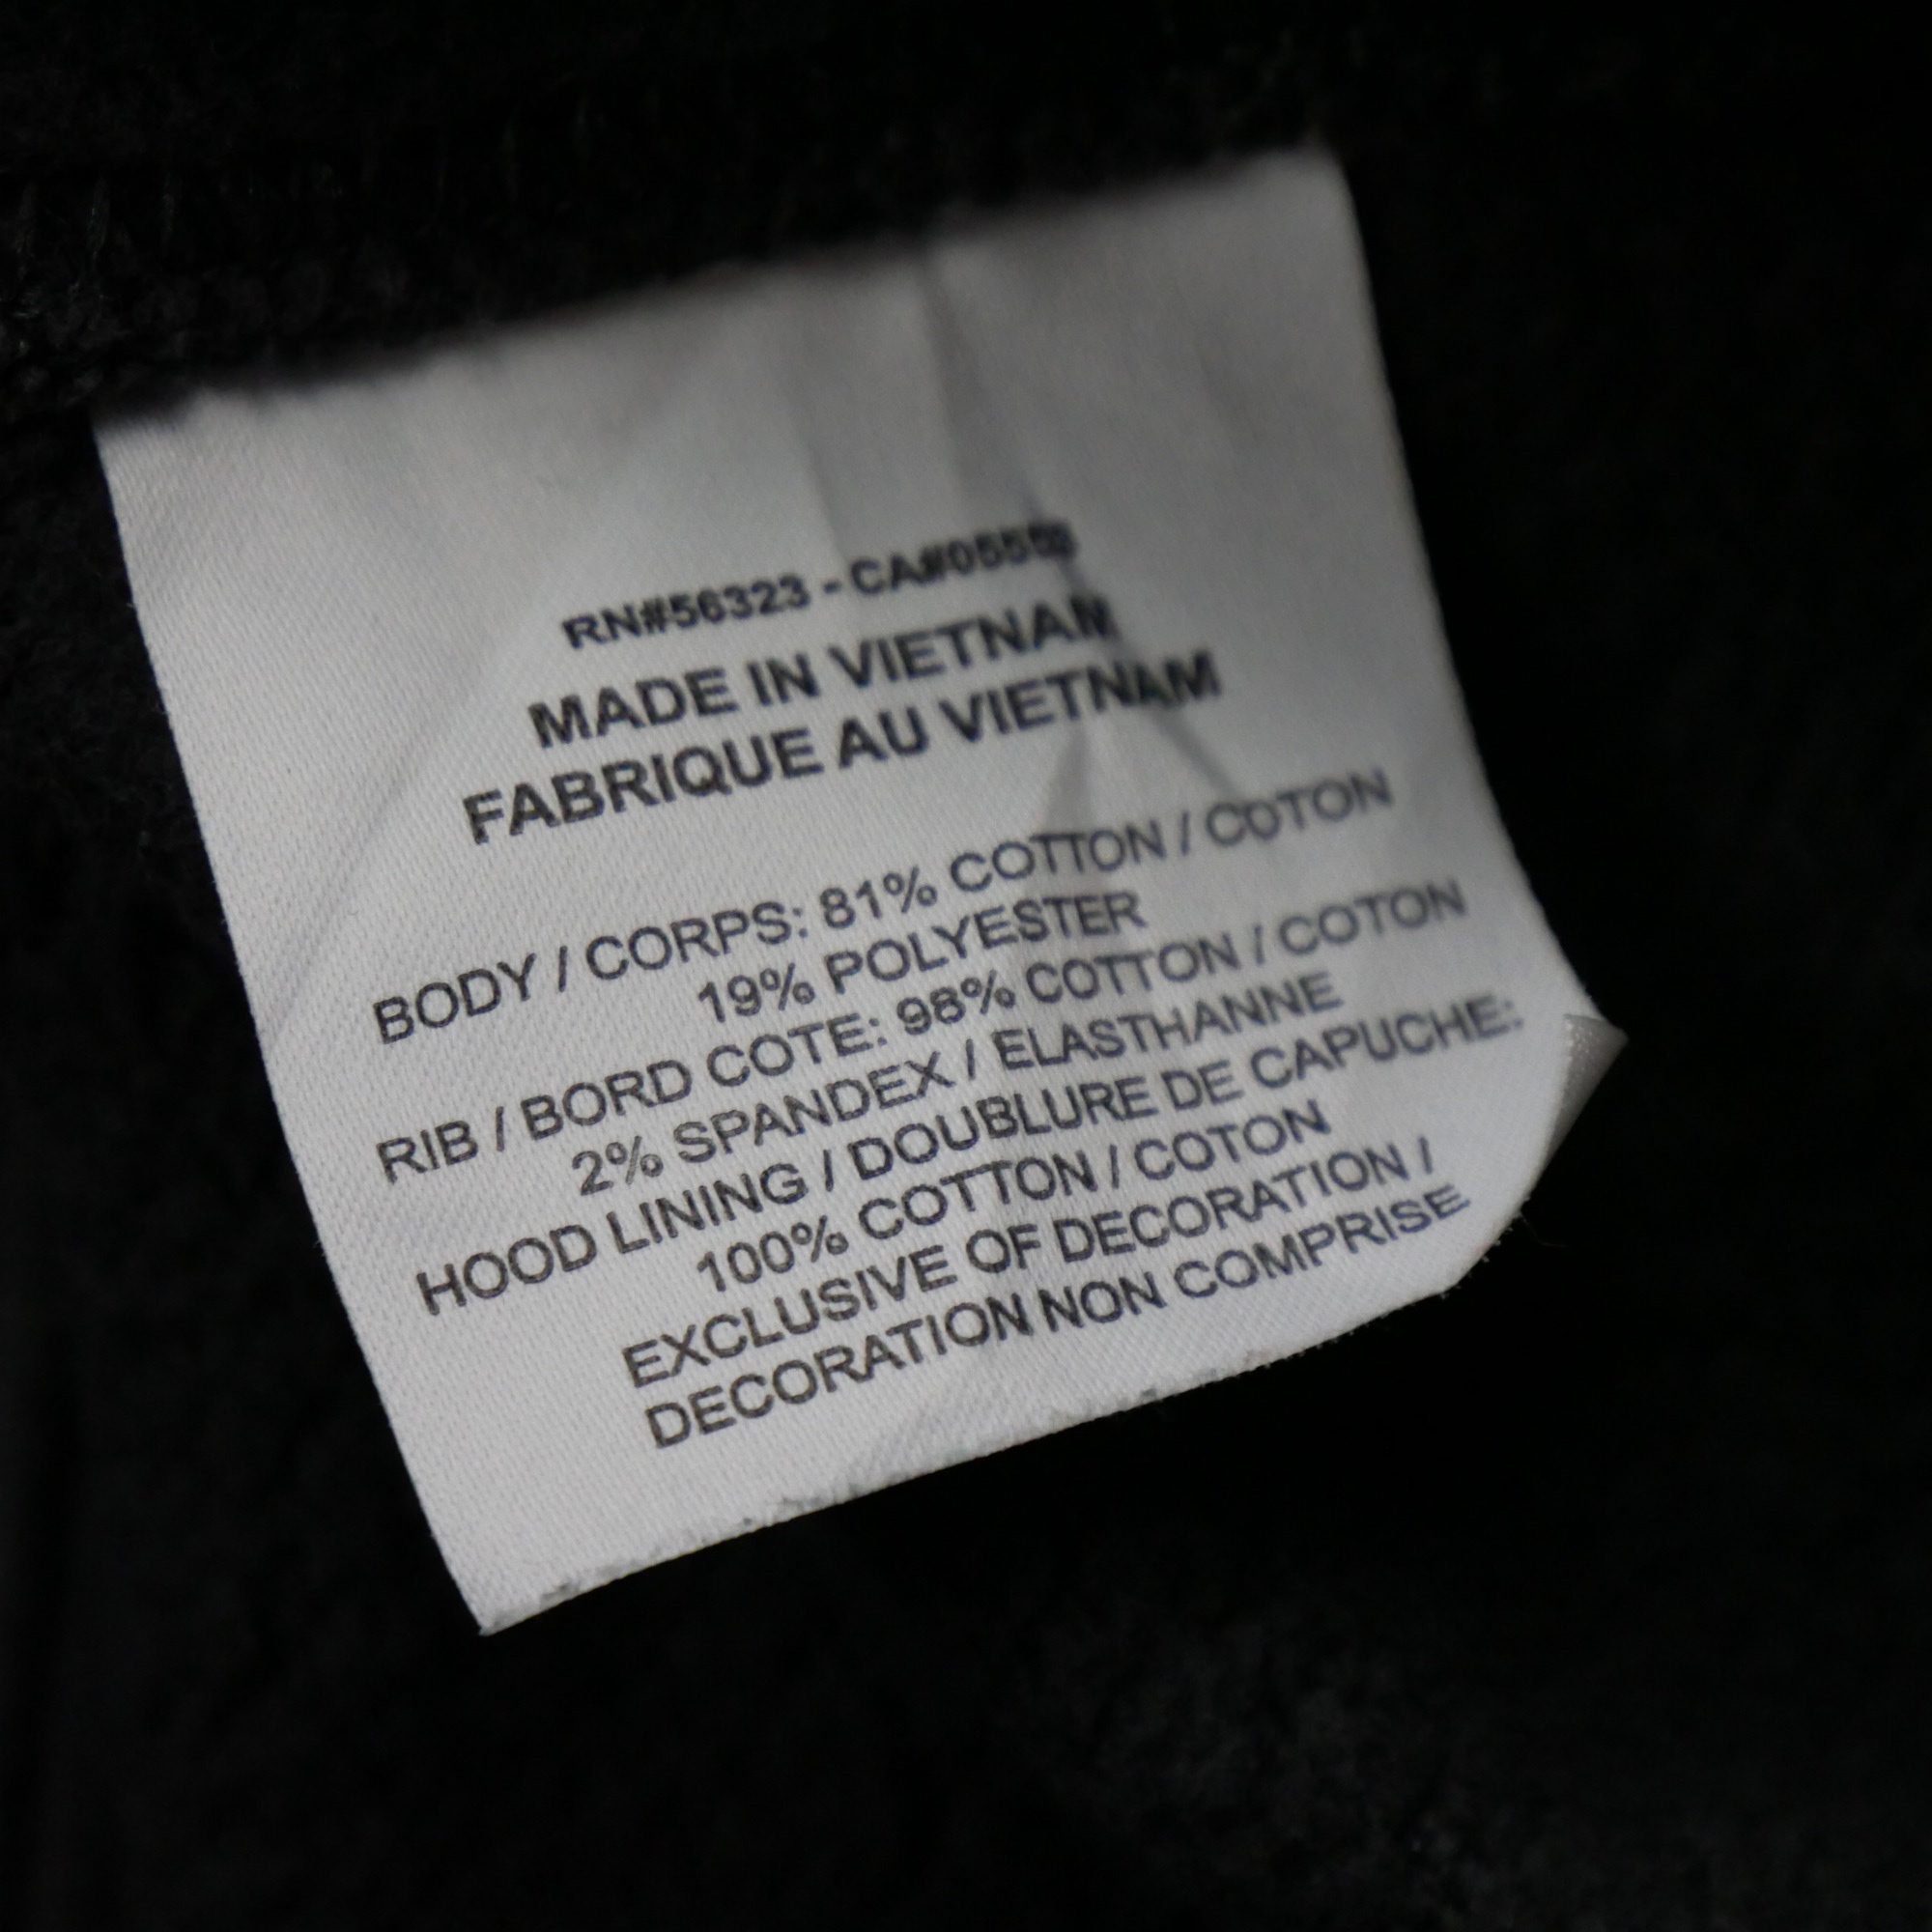 RN#56323 - CA#05553
MADE IN VIETNAM
FABRIQUE AU VIETNAM
BODY / CORPS: 81% COTTON / COTON
19% POLYESTER
RIB / BORD COTE: 98% COTTON / COTON
2% SPANDEX / ELASTHANNE
HOOD LINING / DOUBLURE DE CAPUCHE:
100% COTTON / COTON
EXCLUSIVE OF DECORATION /
DECORATION NON COMPRISE